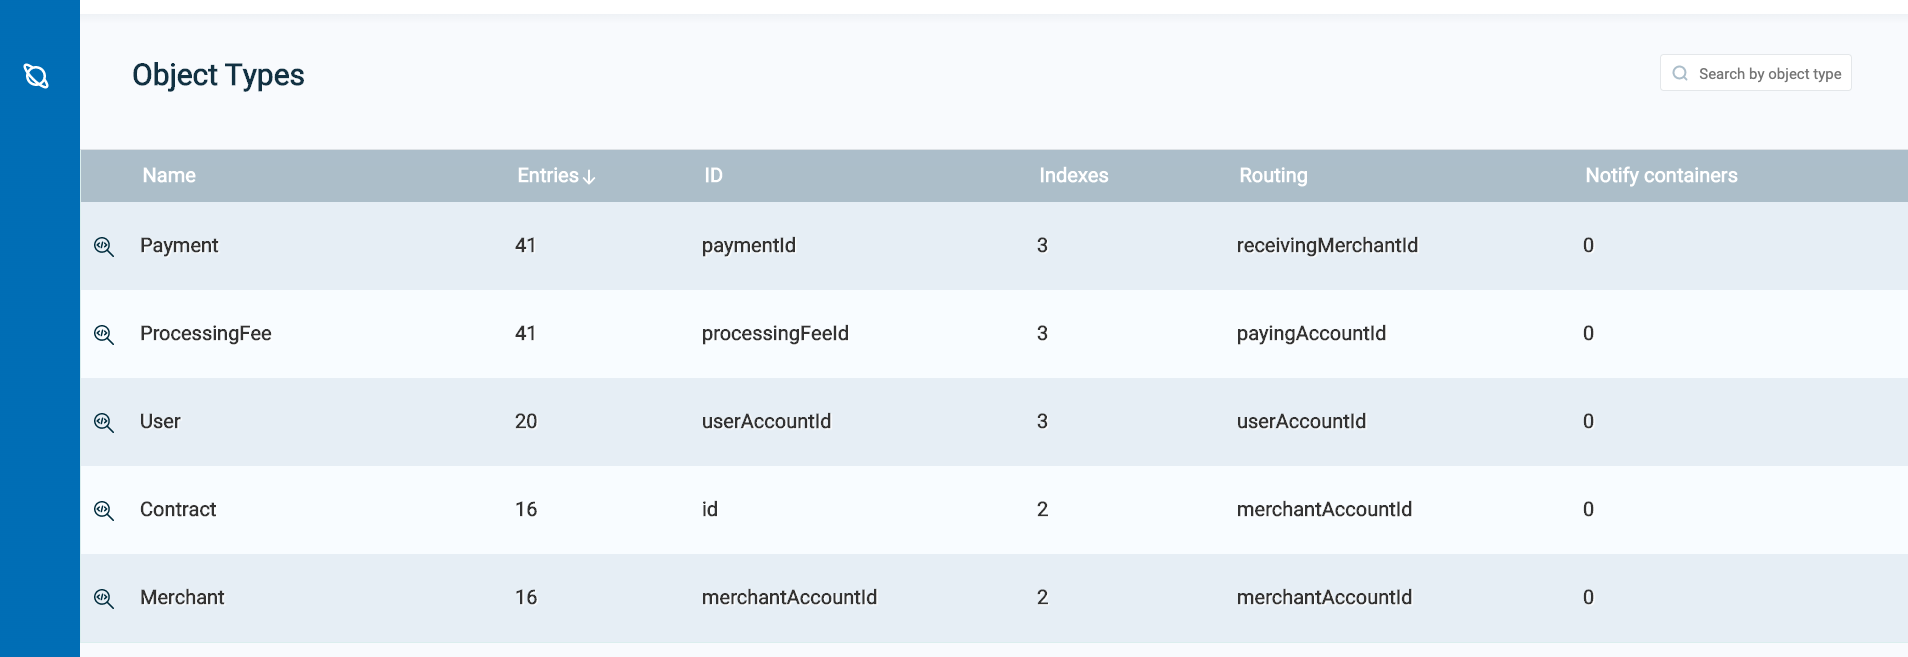 Object Types
Search by object type
Name Entries↓ ID Indexes Routing Notify containers
Payment 41 paymentId 3 receivingMerchantId 0
ProcessingFee 41 processingFeeId 3 payingAccountId 0
User 20 userAccountId 3 userAccountId 0
Contract 16 id 2 merchantAccountId 0
Merchant 16 merchantAccountId 2 merchantAccountId 0